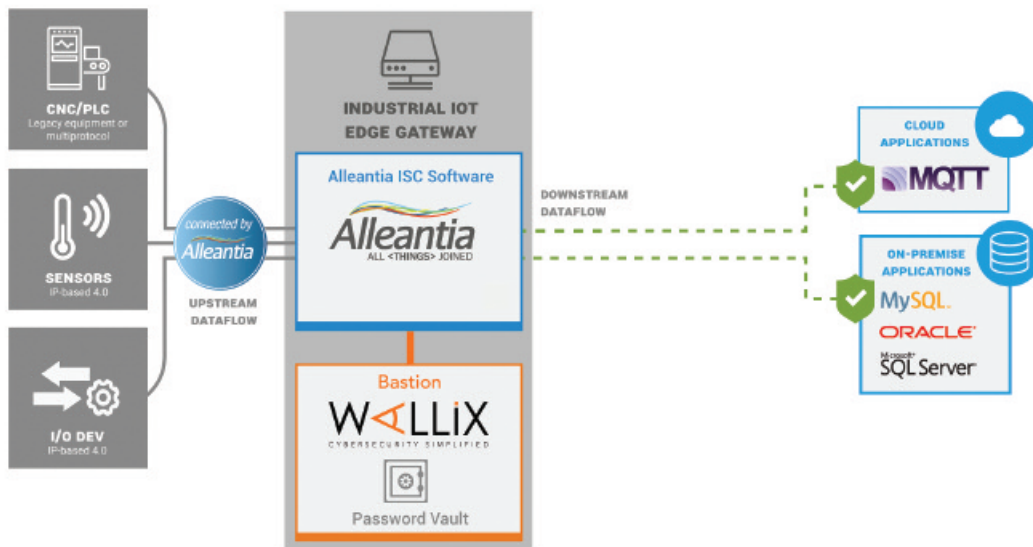 CNC/PLC
Legacy equipment or
multiprotocol
SENSORS
IP-based 4.0
I/O DEV
IP-based 4.0
connected by
Alleantia
UPSTREAM
DATAFLOW
INDUSTRIAL IOT
EDGE GATEWAY
Alleantia ISC Software
Alleantia
ALL <THINGS> JOINED
Bastion
WALLIX
CYBERSECURITY SIMPLIFIED
Password Vault
DOWNSTREAM
DATAFLOW
CLOUD
APPLICATIONS
MQTT
ON-PREMISE
APPLICATIONS
MySQL
ORACLE
Microsoft
SQL Server